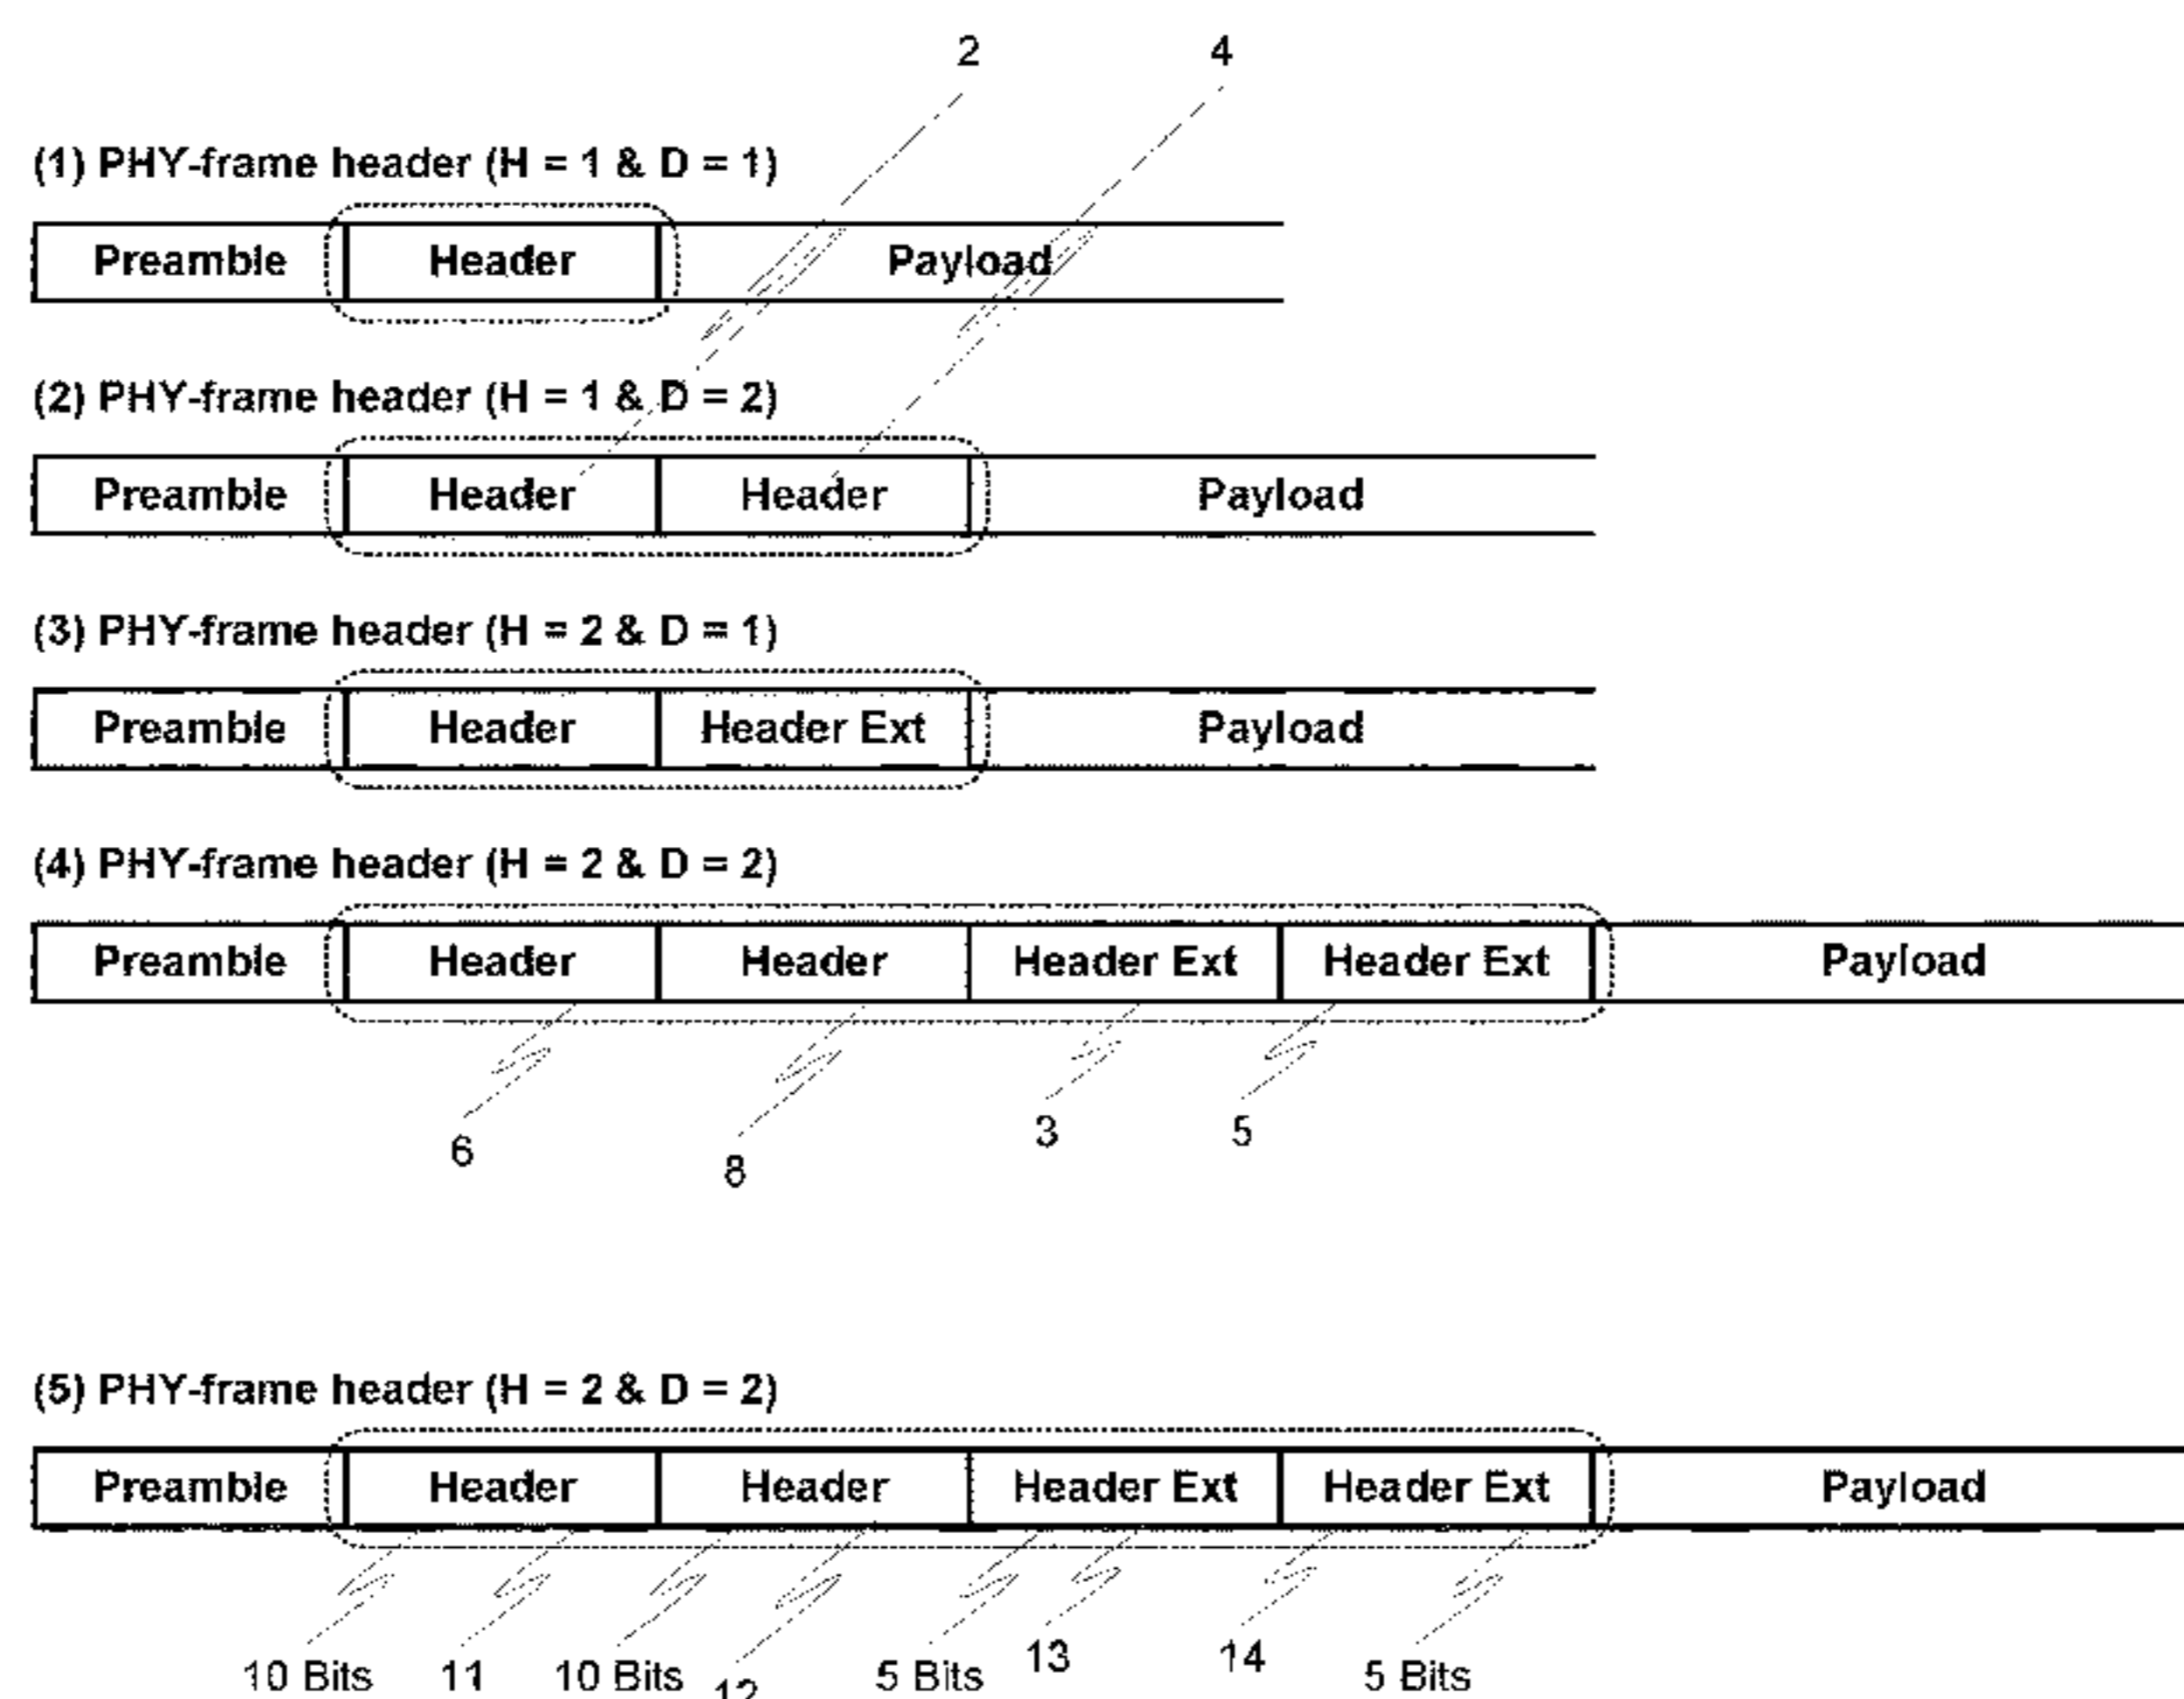 2 4
(1) PHY-frame header (H = 1 & D = 1)
Preamble Header Payload
(2) PHY-frame header (H = 1 & D = 2)
Preamble Header Header Payload
(3) PHY-frame header (H = 2 & D = 1)
Preamble Header Header Ext Payload
(4) PHY-frame header (H = 2 & D = 2)
Preamble Header Header Header Ext Header Ext Payload
6 8 3 5
(5) PHY-frame header (H = 2 & D = 2)
Preamble Header Header Header Ext Header Ext Payload
10 Bits 11 10 Bits 12 5 Bits 13 14 5 Bits